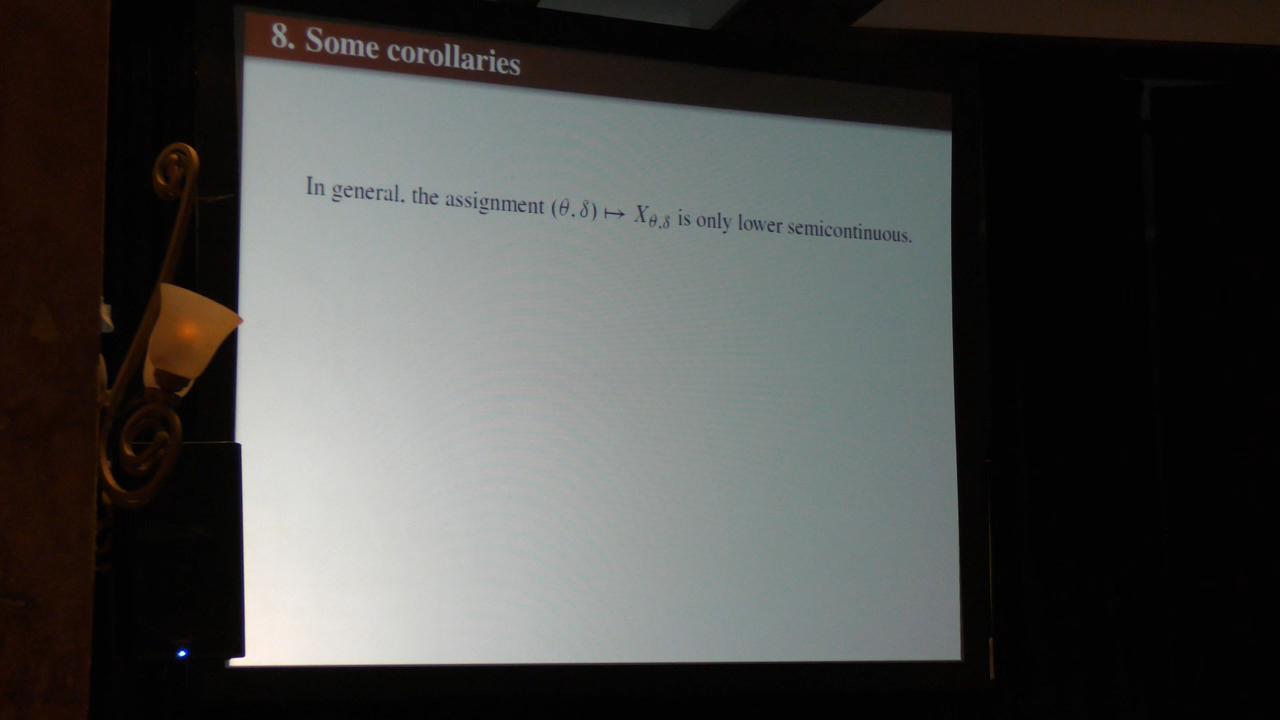 8. Some corollaries
In general, the assignment (θ, δ) ↦ X_{θ,δ} is only lower semicontinuous.